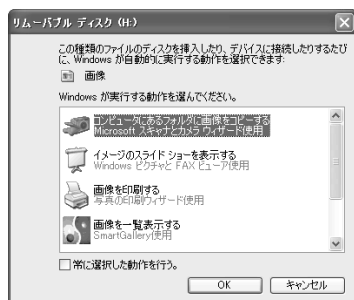 リムーバブル ディスク (H:)
この種類のファイルのディスクを挿入したり、デバイスに接続したりするたび
に、Windows が自動的に実行する動作を選択できます:
画像
Windows が実行する動作を選んでください。
コンピュータにあるフォルダに画像をコピーする
Microsoft スキャナとカメラ ウィザード使用
イメージのスライド ショーを表示する
Windows ピクチャと FAX ビューア使用
画像を印刷する
写真の印刷ウィザード使用
画像を一覧表示する
SmartGallery使用
常に選択した動作を行う。
OK
キャンセル